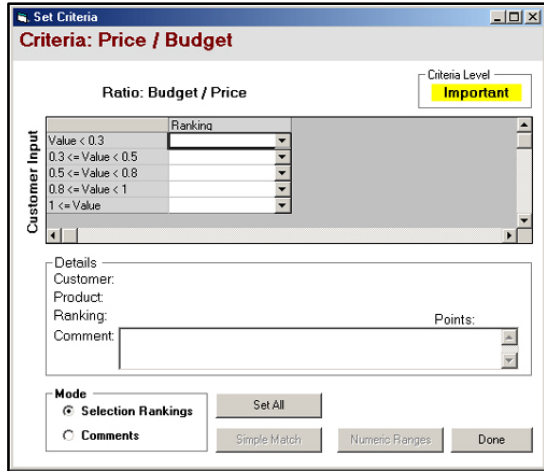 Set Criteria
Criteria: Price / Budget
Ratio: Budget / Price
Criteria Level
Important
Customer Input
Ranking
Value < 0.3
0.3 <= Value < 0.5
0.5 <= Value < 0.8
0.8 <= Value < 1
1 <= Value
Details
Customer:
Product:
Ranking:
Points:
Comment:
Mode
Selection Rankings
Comments
Set All
Simple Match
Numeric Ranges
Done